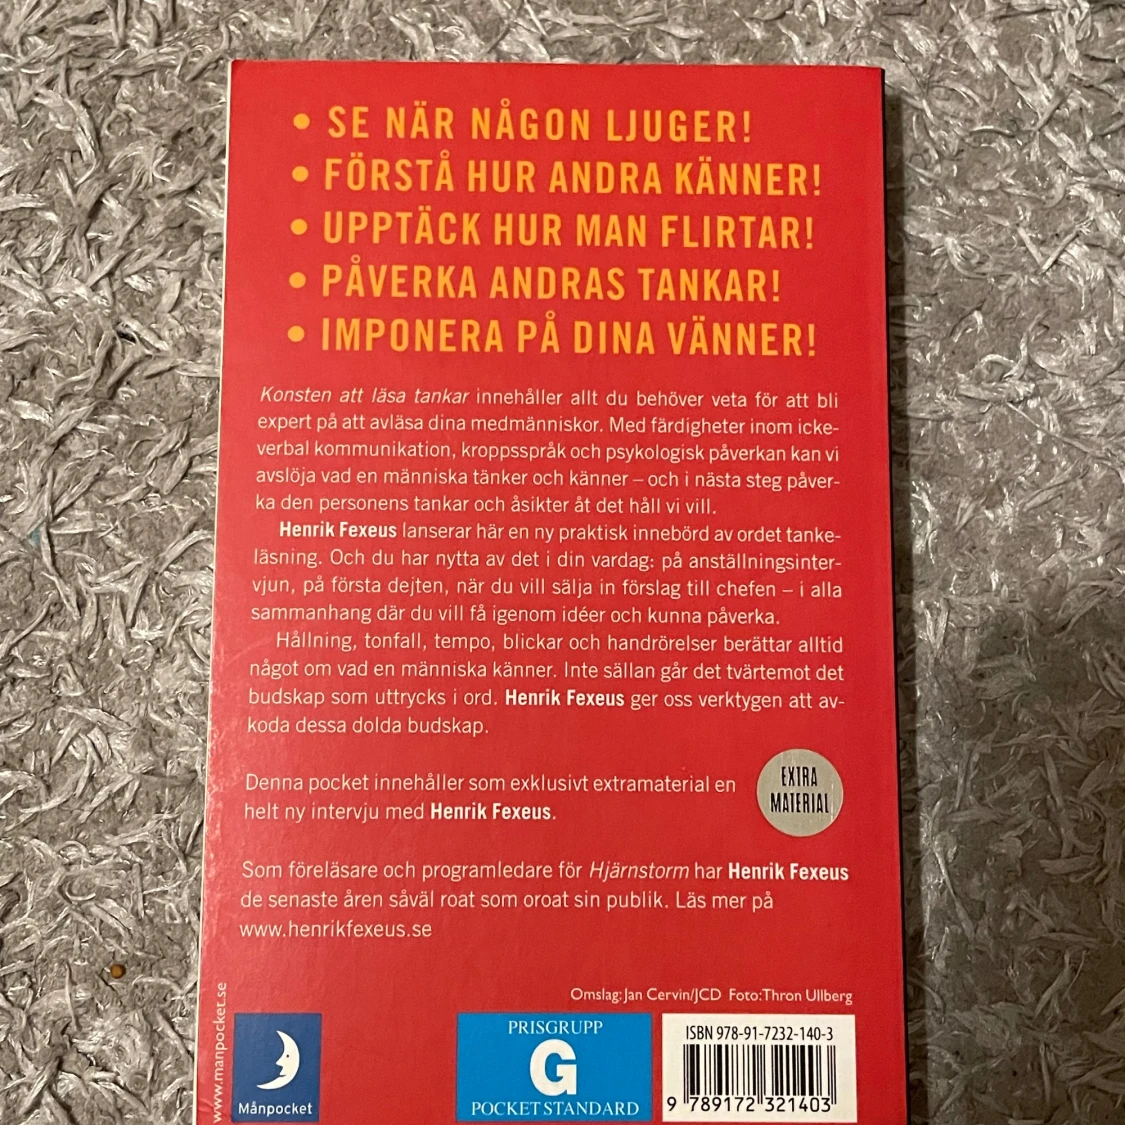 • SE NÄR NÅGON LJUGER!
• FÖRSTÅ HUR ANDRA KÄNNER!
• UPPTÄCK HUR MAN FLIRTAR!
• PÅVERKA ANDRAS TANKAR!
• IMPONERA PÅ DINA VÄNNER!
Konsten att läsa tankar innehåller allt du behöver veta för att bli
expert på att avläsa dina medmänniskor. Med färdigheter inom icke-
verbal kommunikation, kroppsspråk och psykologisk påverkan kan vi
avslöja vad en människa tänker och känner – och i nästa steg påver-
ka den personens tankar och åsikter åt det håll vi vill.
Henrik Fexeus lanserar här en ny praktisk innebörd av ordet tanke-
läsning. Och du har nytta av det i din vardag: på anställningsinter-
vjun, på första dejten, när du vill sälja in förslag till chefen – i alla
sammanhang där du vill få igenom idéer och kunna påverka.
Hållning, tonfall, tempo, blickar och handrörelser berättar alltid
något om vad en människa känner. Inte sällan går det tvärtemot det
budskap som uttrycks i ord. Henrik Fexeus ger oss verktygen att av-
koda dessa dolda budskap.
Denna pocket innehåller som exklusivt extramaterial en
helt ny intervju med Henrik Fexeus.
EXTRA
MATERIAL
Som föreläsare och programledare för Hjärnstorm har Henrik Fexeus
de senaste åren såväl roat som oroat sin publik. Läs mer på
www.henrikfexeus.se
Omslag: Jan Cervin/JCD Foto: Thron Ullberg
www.manpocket.se
Månpocket
PRISGRUPP
G
POCKET STANDARD
ISBN 978-91-7232-140-3
9 789172 321403